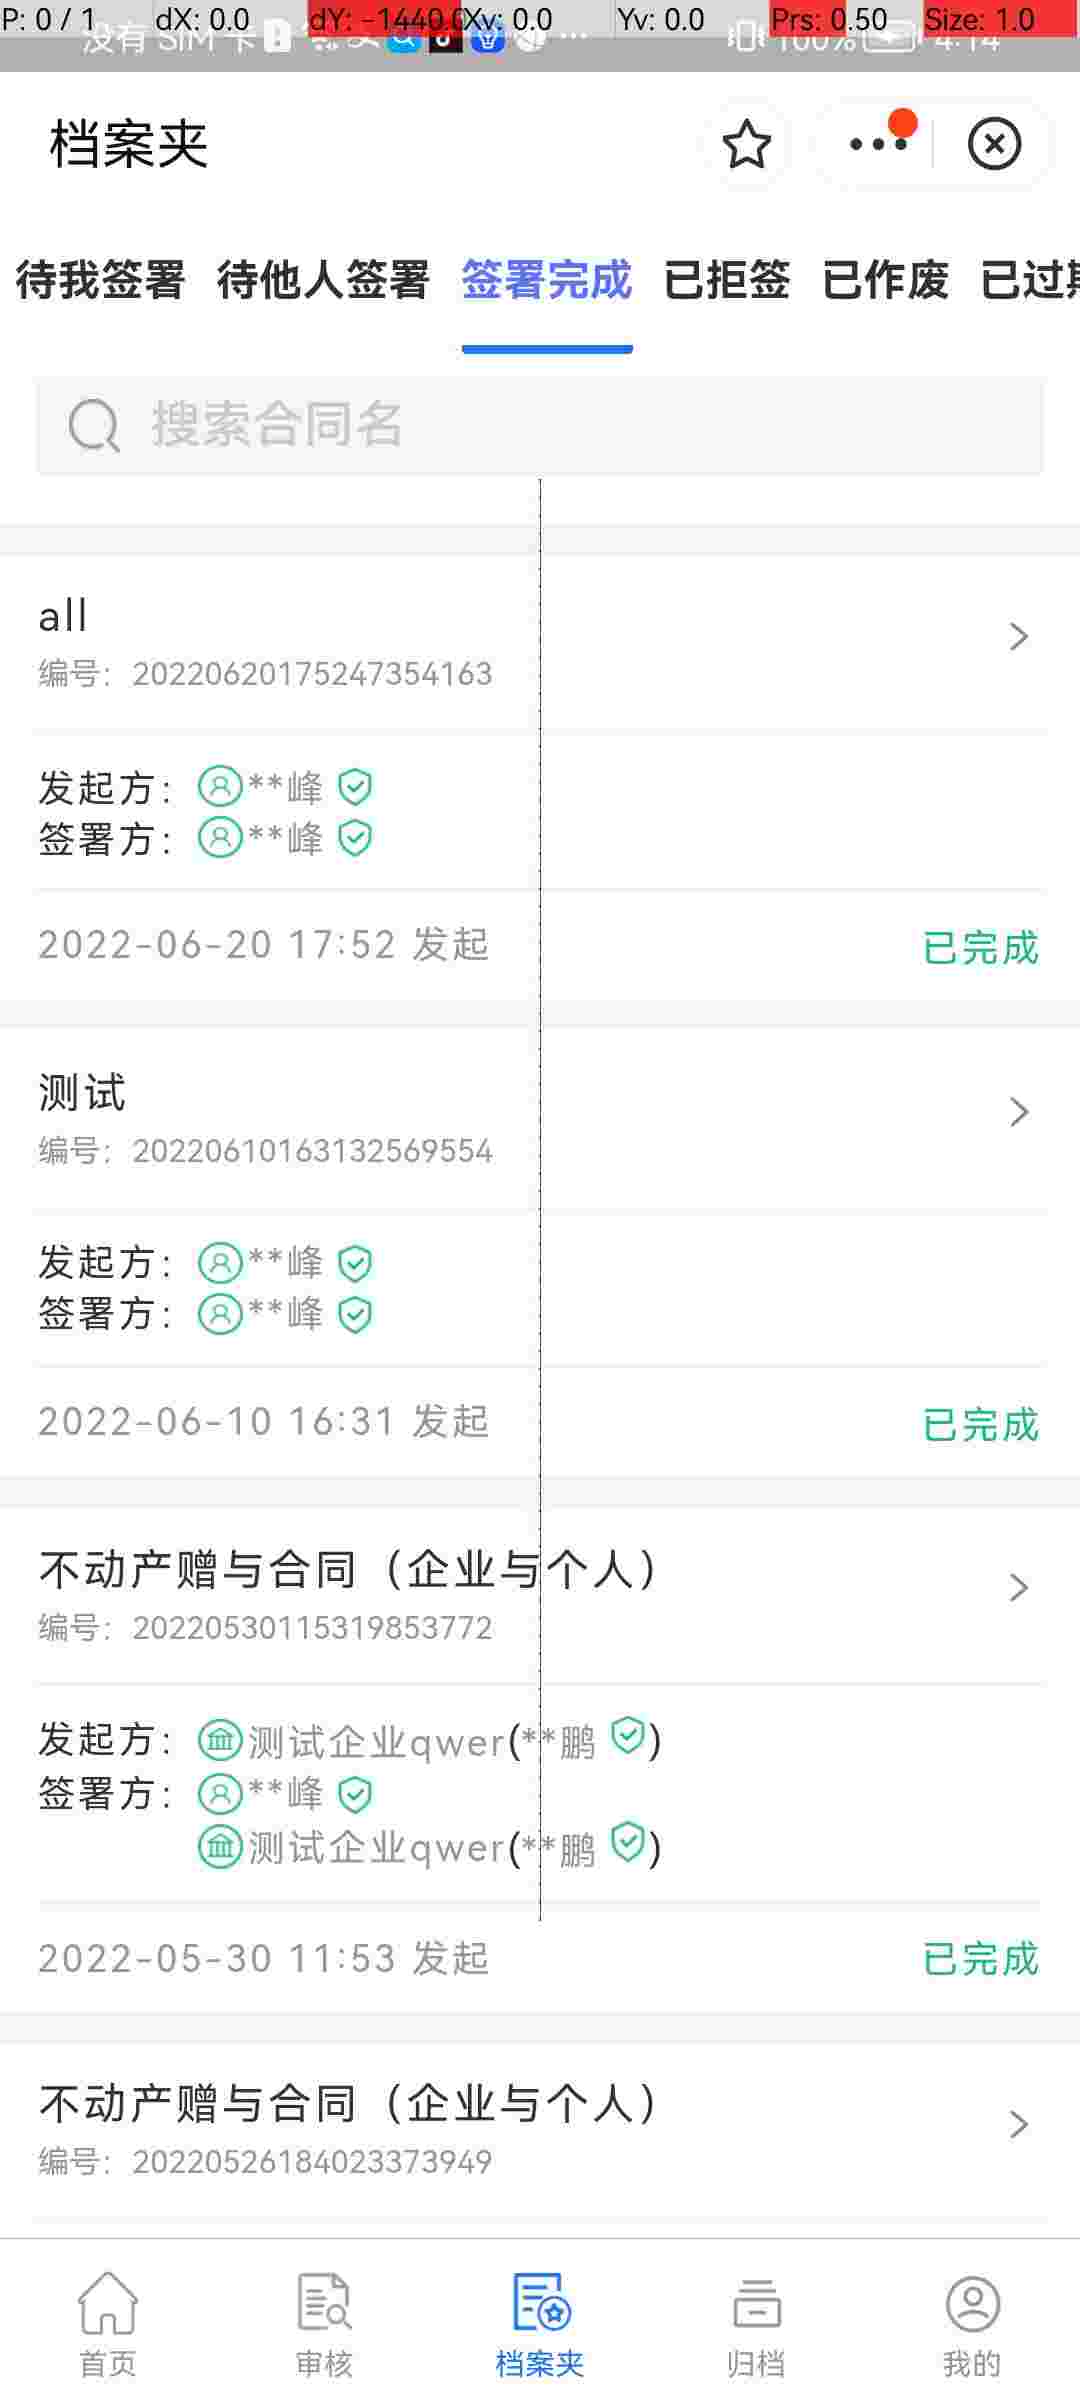 P: 0 / 1 dX: 0.0 dY: -1440.0 Xv: 0.0 Yv: 0.0 Prs: 0.50 Size: 1.0
没有 SIM 卡 100% 4:14
档案夹
待我签署 待他人签署 签署完成 已拒签 已作废 已过期
搜索合同名
all
编号: 20220620175247354163
发起方: **峰
签署方: **峰
2022-06-20 17:52 发起 已完成
测试
编号: 20220610163132569554
发起方: **峰
签署方: **峰
2022-06-10 16:31 发起 已完成
不动产赠与合同（企业与个人）
编号: 20220530115319853772
发起方: 测试企业qwer(**鹏)
签署方: **峰
测试企业qwer(**鹏)
2022-05-30 11:53 发起 已完成
不动产赠与合同（企业与个人）
编号: 20220526184023373949
首页 审核 档案夹 归档 我的